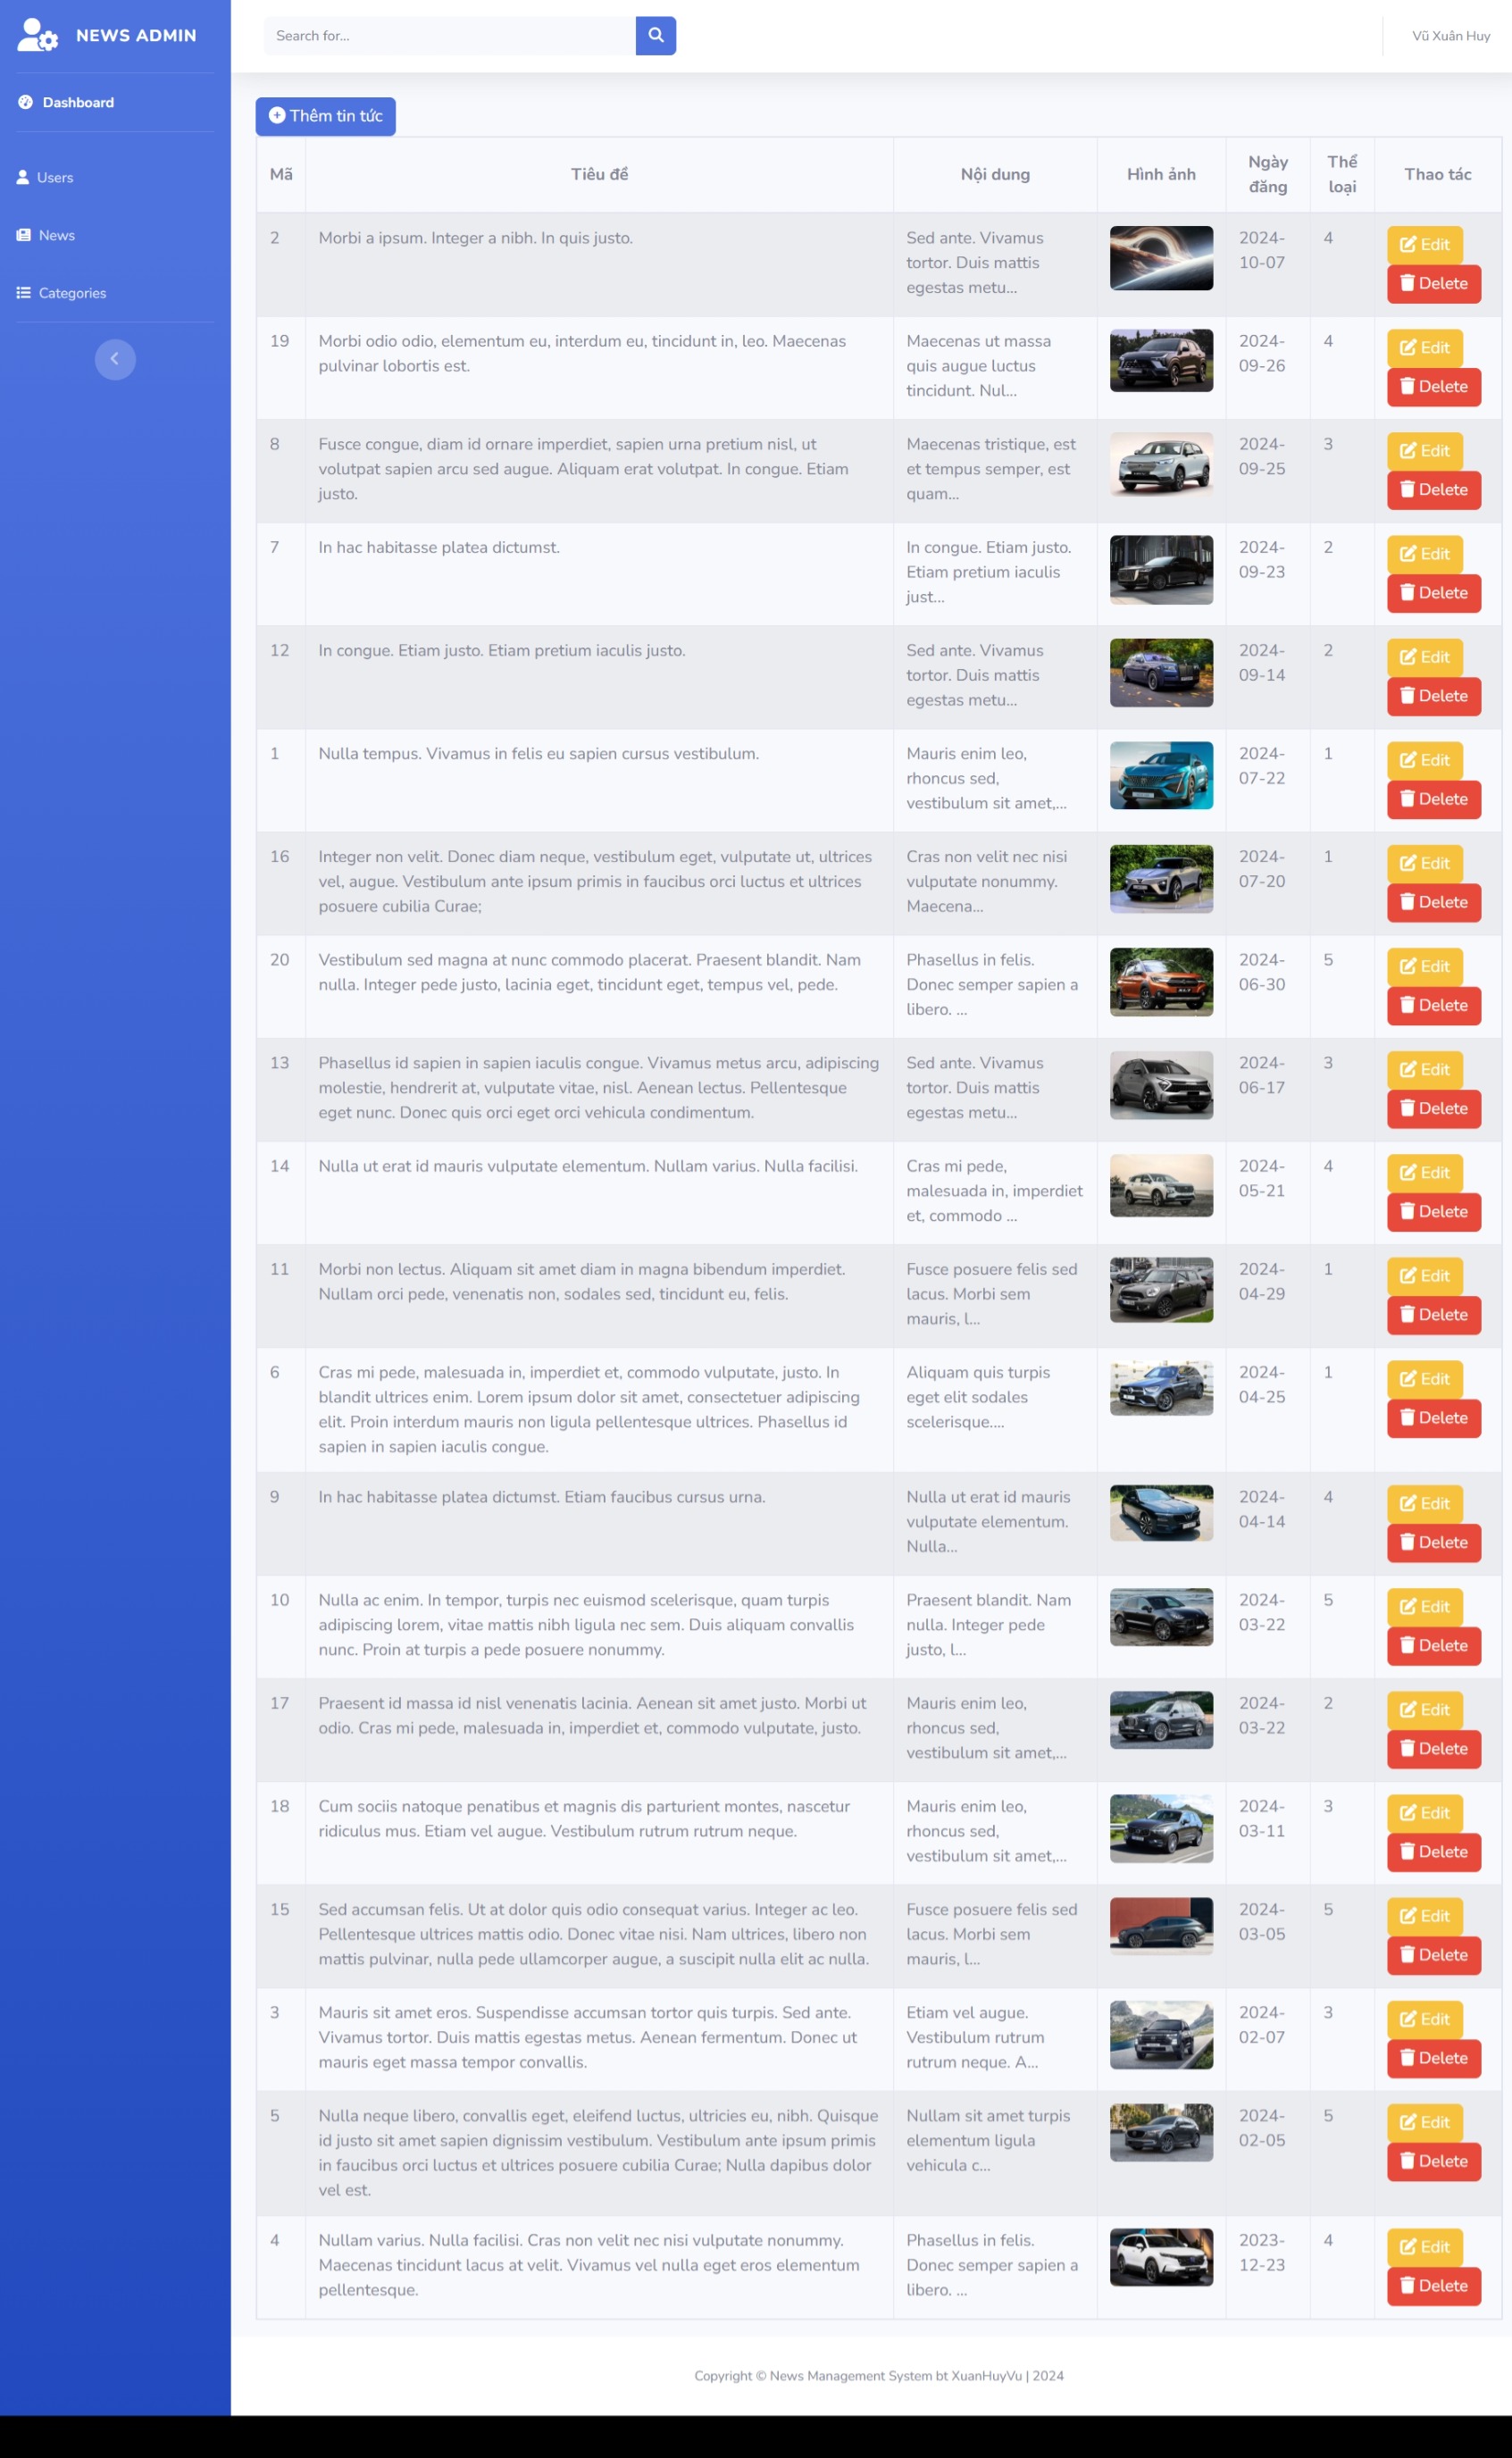 NEWS ADMIN
Search for...
Vũ Xuân Huy
Dashboard
Users
News
Categories
Thêm tin tức
Mã
Tiêu đề
Nội dung
Hình ảnh
Ngày
đăng
Thể
loại
Thao tác
2
Morbi a ipsum. Integer a nibh. In quis justo.
Sed ante. Vivamus
tortor. Duis mattis
egestas metu...
2024-
10-07
4
Edit
Delete
19
Morbi odio odio, elementum eu, interdum eu, tincidunt in, leo. Maecenas
pulvinar lobortis est.
Maecenas ut massa
quis augue luctus
tincidunt. Nul...
2024-
09-26
4
Edit
Delete
8
Fusce congue, diam id ornare imperdiet, sapien urna pretium nisl, ut
volutpat sapien arcu sed augue. Aliquam erat volutpat. In congue. Etiam
justo.
Maecenas tristique, est
et tempus semper, est
quam...
2024-
09-25
3
Edit
Delete
7
In hac habitasse platea dictumst.
In congue. Etiam justo.
Etiam pretium iaculis
just...
2024-
09-23
2
Edit
Delete
12
In congue. Etiam justo. Etiam pretium iaculis justo.
Sed ante. Vivamus
tortor. Duis mattis
egestas metu...
2024-
09-14
2
Edit
Delete
1
Nulla tempus. Vivamus in felis eu sapien cursus vestibulum.
Mauris enim leo,
rhoncus sed,
vestibulum sit amet,...
2024-
07-22
1
Edit
Delete
16
Integer non velit. Donec diam neque, vestibulum eget, vulputate ut, ultrices
vel, augue. Vestibulum ante ipsum primis in faucibus orci luctus et ultrices
posuere cubilia Curae;
Cras non velit nec nisi
vulputate nonummy.
Maecena...
2024-
07-20
1
Edit
Delete
20
Vestibulum sed magna at nunc commodo placerat. Praesent blandit. Nam
nulla. Integer pede justo, lacinia eget, tincidunt eget, tempus vel, pede.
Phasellus in felis.
Donec semper sapien a
libero. ...
2024-
06-30
5
Edit
Delete
13
Phasellus id sapien in sapien iaculis congue. Vivamus metus arcu, adipiscing
molestie, hendrerit at, vulputate vitae, nisl. Aenean lectus. Pellentesque
eget nunc. Donec quis orci eget orci vehicula condimentum.
Sed ante. Vivamus
tortor. Duis mattis
egestas metu...
2024-
06-17
3
Edit
Delete
14
Nulla ut erat id mauris vulputate elementum. Nullam varius. Nulla facilisi.
Cras mi pede,
malesuada in, imperdiet
et, commodo ...
2024-
05-21
4
Edit
Delete
11
Morbi non lectus. Aliquam sit amet diam in magna bibendum imperdiet.
Nullam orci pede, venenatis non, sodales sed, tincidunt eu, felis.
Fusce posuere felis sed
lacus. Morbi sem
mauris, l...
2024-
04-29
1
Edit
Delete
6
Cras mi pede, malesuada in, imperdiet et, commodo vulputate, justo. In
blandit ultrices enim. Lorem ipsum dolor sit amet, consectetuer adipiscing
elit. Proin interdum mauris non ligula pellentesque ultrices. Phasellus id
sapien in sapien iaculis congue.
Aliquam quis turpis
eget elit sodales
scelerisque....
2024-
04-25
1
Edit
Delete
9
In hac habitasse platea dictumst. Etiam faucibus cursus urna.
Nulla ut erat id mauris
vulputate elementum.
Nulla...
2024-
04-14
4
Edit
Delete
10
Nulla ac enim. In tempor, turpis nec euismod scelerisque, quam turpis
adipiscing lorem, vitae mattis nibh ligula nec sem. Duis aliquam convallis
nunc. Proin at turpis a pede posuere nonummy.
Praesent blandit. Nam
nulla. Integer pede
justo, l...
2024-
03-22
5
Edit
Delete
17
Praesent id massa id nisl venenatis lacinia. Aenean sit amet justo. Morbi ut
odio. Cras mi pede, malesuada in, imperdiet et, commodo vulputate, justo.
Mauris enim leo,
rhoncus sed,
vestibulum sit amet,...
2024-
03-22
2
Edit
Delete
18
Cum sociis natoque penatibus et magnis dis parturient montes, nascetur
ridiculus mus. Etiam vel augue. Vestibulum rutrum rutrum neque.
Mauris enim leo,
rhoncus sed,
vestibulum sit amet,...
2024-
03-11
3
Edit
Delete
15
Sed accumsan felis. Ut at dolor quis odio consequat varius. Integer ac leo.
Pellentesque ultrices mattis odio. Donec vitae nisi. Nam ultrices, libero non
mattis pulvinar, nulla pede ullamcorper augue, a suscipit nulla elit ac nulla.
Fusce posuere felis sed
lacus. Morbi sem
mauris, l...
2024-
03-05
5
Edit
Delete
3
Mauris sit amet eros. Suspendisse accumsan tortor quis turpis. Sed ante.
Vivamus tortor. Duis mattis egestas metus. Aenean fermentum. Donec ut
mauris eget massa tempor convallis.
Etiam vel augue.
Vestibulum rutrum
rutrum neque. A...
2024-
02-07
3
Edit
Delete
5
Nulla neque libero, convallis eget, eleifend luctus, ultricies eu, nibh. Quisque
id justo sit amet sapien dignissim vestibulum. Vestibulum ante ipsum primis
in faucibus orci luctus et ultrices posuere cubilia Curae; Nulla dapibus dolor
vel est.
Nullam sit amet turpis
elementum ligula
vehicula c...
2024-
02-05
5
Edit
Delete
4
Nullam varius. Nulla facilisi. Cras non velit nec nisi vulputate nonummy.
Maecenas tincidunt lacus at velit. Vivamus vel nulla eget eros elementum
pellentesque.
Phasellus in felis.
Donec semper sapien a
libero. ...
2023-
12-23
4
Edit
Delete
Copyright © News Management System bt XuanHuyVu | 2024